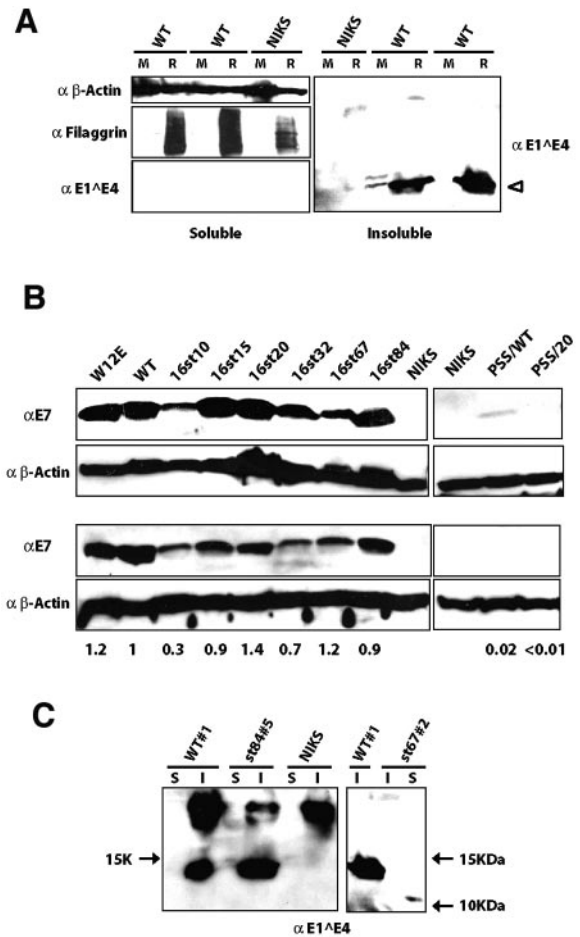 A
WT WT NIKS NIKS WT WT
M R M R M R M R M R M R
α β-Actin
α Filaggrin
α E1^E4
α E1^E4
Soluble Insoluble
B
W12E WT 16st10 16st15 16st20 16st32 16st67 16st84 NIKS NIKS PSS/WT PSS/20
αE7
α β-Actin
αE7
α β-Actin
1.2 1 0.3 0.9 1.4 0.7 1.2 0.9 0.02 <0.01
C
WT#1 st84#5 NIKS WT#1 st67#2
S I S I S I I I S
15K 15KDa
10KDa
α E1^E4